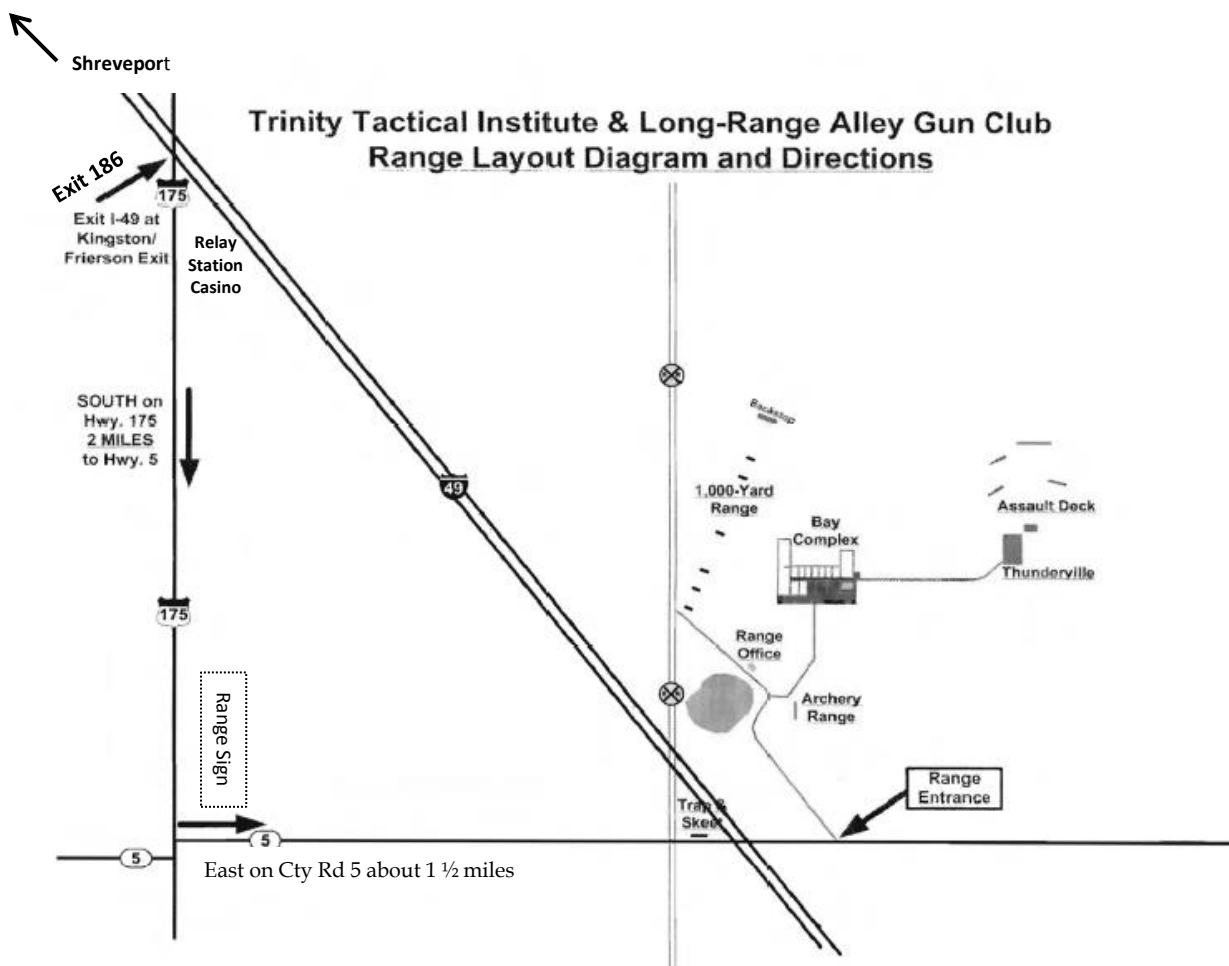 Shreveport
Trinity Tactical Institute & Long-Range Alley Gun Club
Range Layout Diagram and Directions
Exit 186
175
Exit I-49 at
Kingston/
Frierson Exit
Relay
Station
Casino
SOUTH on
Hwy. 175
2 MILES
to Hwy. 5
49
Backstop
1,000-Yard
Range
Bay
Complex
Assault Deck
Thunderville
175
Range
Office
Archery
Range
Range Sign
Range
Entrance
Trap &
Skeet
5
5
East on Cty Rd 5 about 1 ½ miles